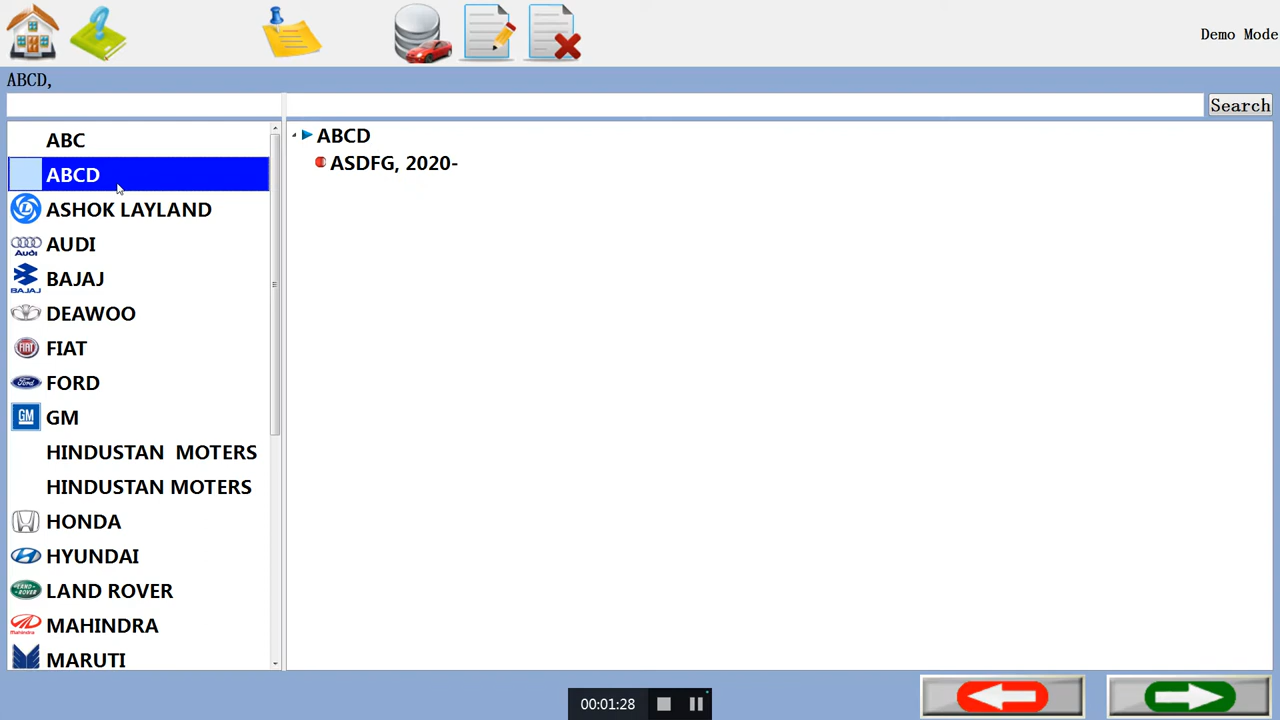 Demo Mode
ABCD,
Search
ABC
ABCD
ASHOK LAYLAND
AUDI
BAJAJ
DEAWOO
FIAT
FORD
GM
HINDUSTAN  MOTERS
HINDUSTAN MOTERS
HONDA
HYUNDAI
LAND ROVER
MAHINDRA
MARUTI
ABCD
ASDFG, 2020-
00:01:28